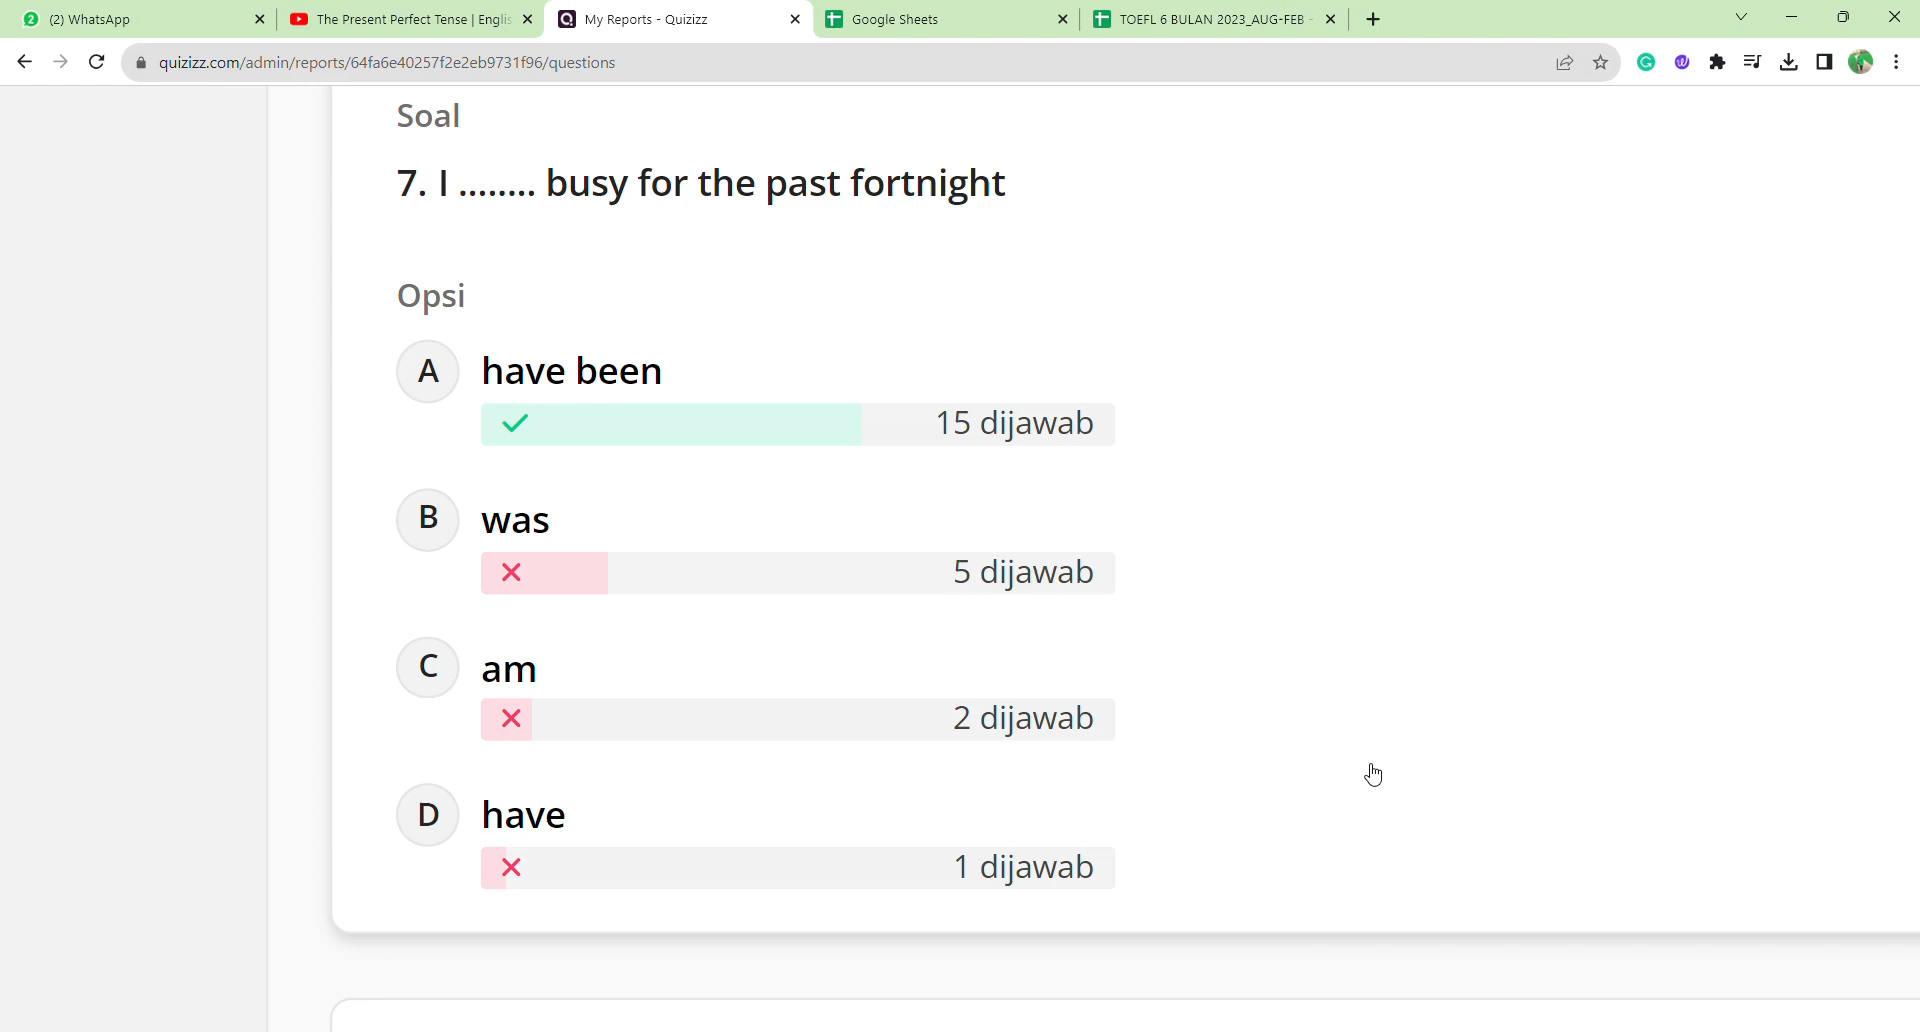 (2) WhatsApp
The Present Perfect Tense | Englis
My Reports - Quizizz
Google Sheets
TOEFL 6 BULAN 2023_AUG-FEB -
quizizz.com/admin/reports/64fa6e40257f2e2eb9731f96/questions
Soal
7. I ........ busy for the past fortnight
Opsi
A have been
15 dijawab
B was
5 dijawab
C am
2 dijawab
D have
1 dijawab